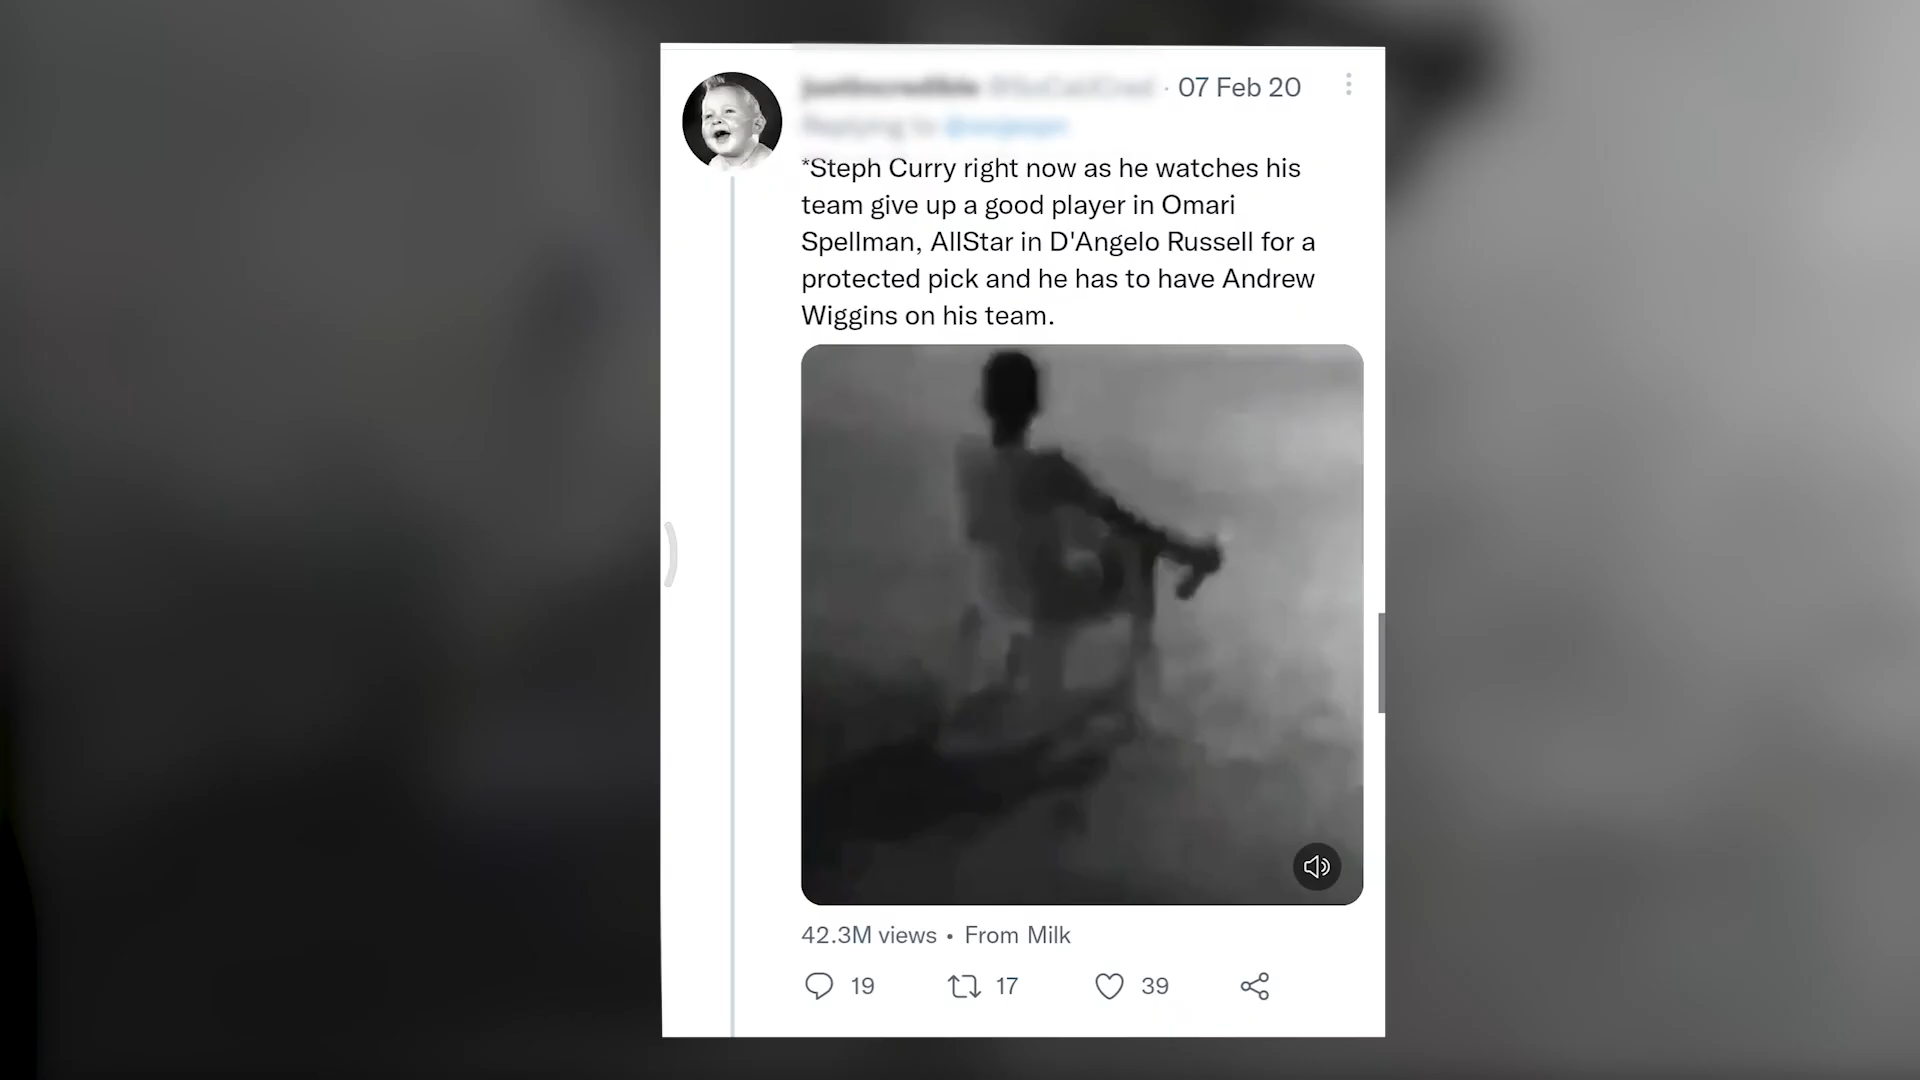 · 07 Feb 20
*Steph Curry right now as he watches his
team give up a good player in Omari
Spellman, AllStar in D'Angelo Russell for a
protected pick and he has to have Andrew
Wiggins on his team.
42.3M views • From Milk
19 17 39